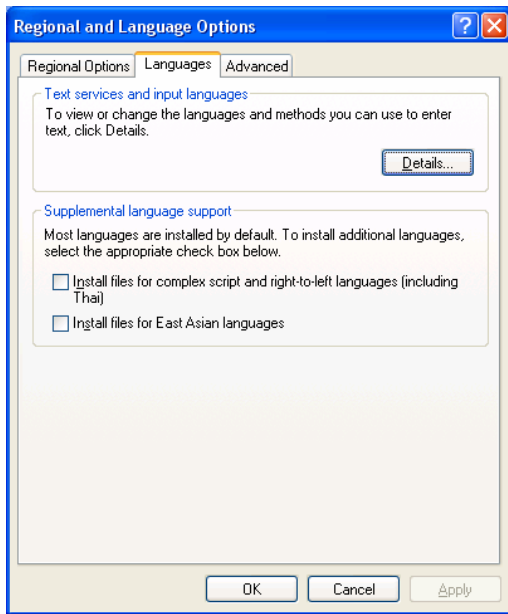 Regional and Language Options
Regional Options Languages Advanced
Text services and input languages
To view or change the languages and methods you can use to enter
text, click Details.
Details...
Supplemental language support
Most languages are installed by default. To install additional languages,
select the appropriate check box below.
Install files for complex script and right-to-left languages (including
Thai)
Install files for East Asian languages
OK Cancel Apply